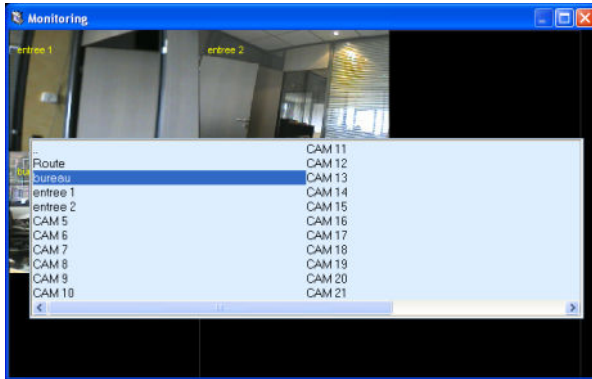 Monitoring
entree 1
entree 2
..
Route
bureau
entree 1
entree 2
CAM 5
CAM 6
CAM 7
CAM 8
CAM 9
CAM 10
CAM 11
CAM 12
CAM 13
CAM 14
CAM 15
CAM 16
CAM 17
CAM 18
CAM 19
CAM 20
CAM 21